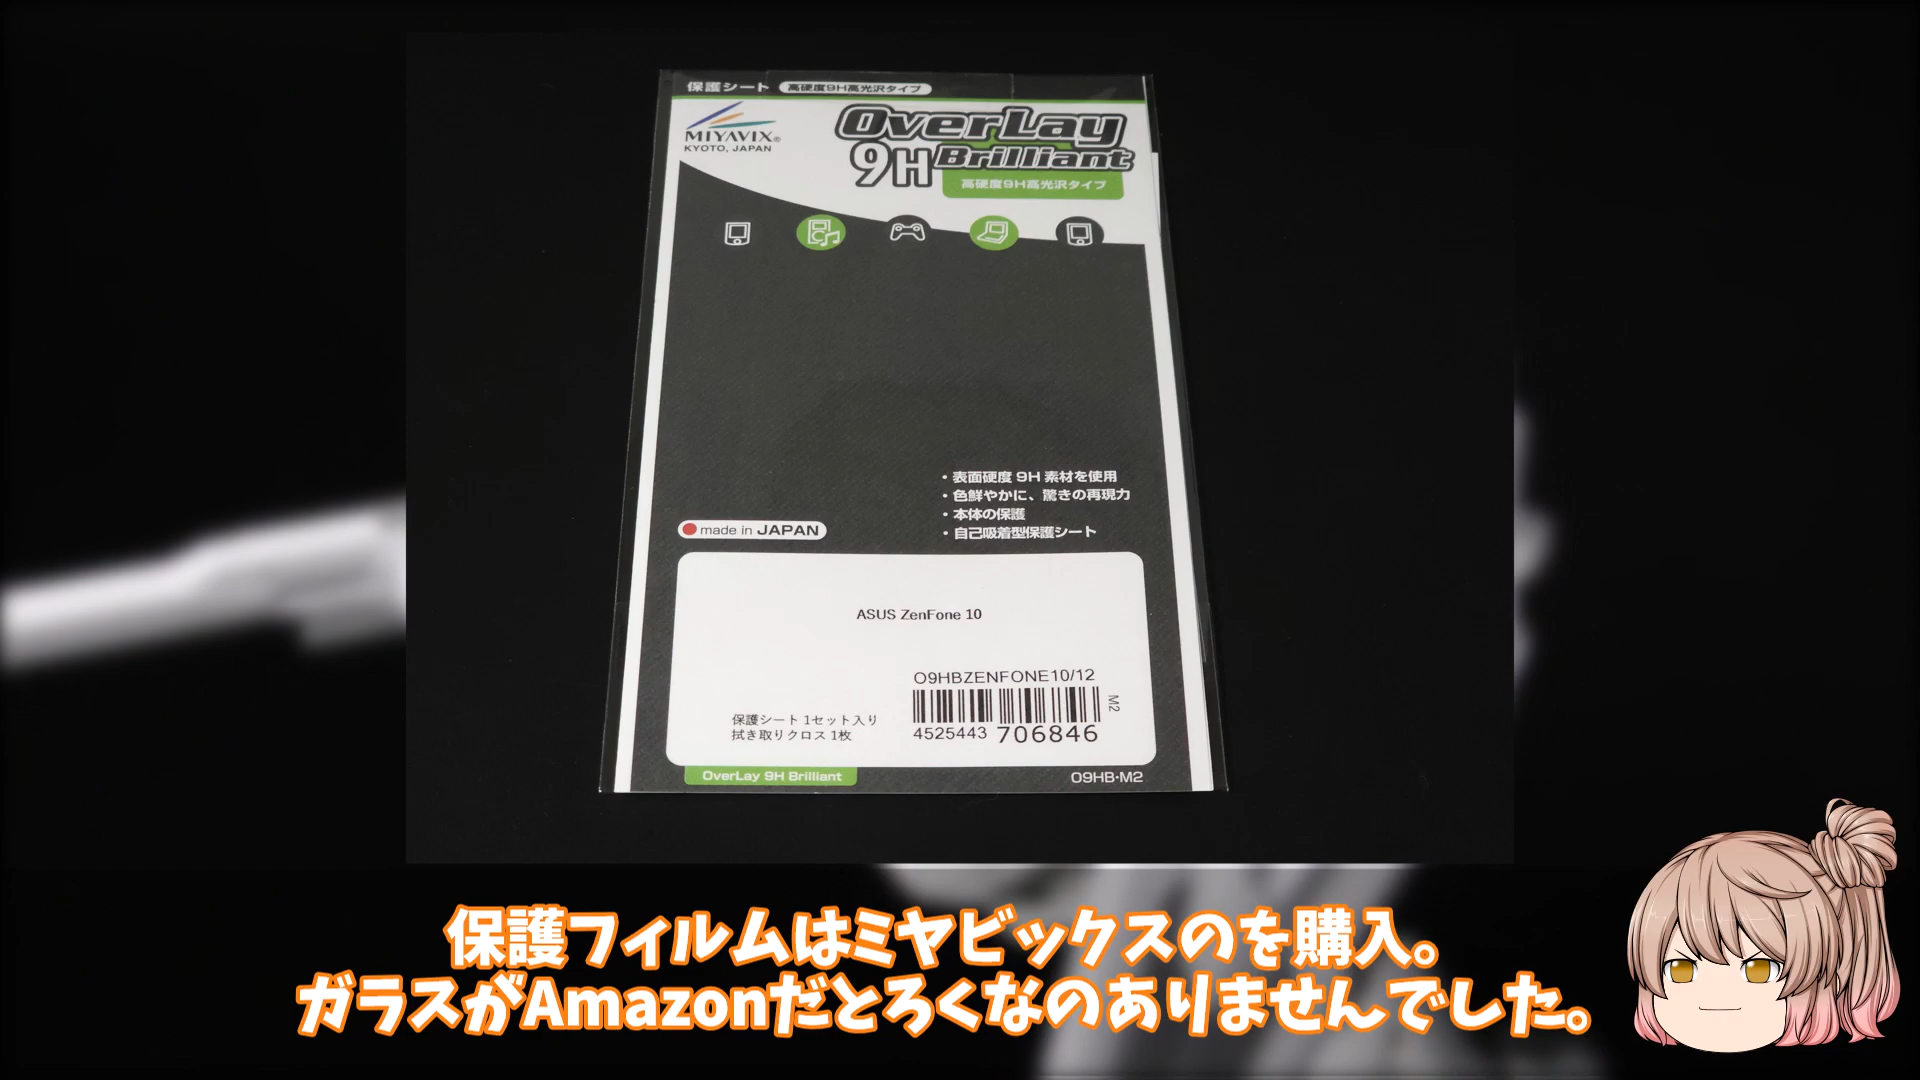 保護シート 高硬度9H高光沢タイプ
MIYAVIX®
KYOTO, JAPAN
OverLay
9H Brilliant
高硬度9H高光沢タイプ
・表面硬度 9H 素材を使用
・色鮮やかに、驚きの再現力
・本体の保護
・自己吸着型保護シート
made in JAPAN
ASUS ZenFone 10
O9HBZENFONE10/12
M2
保護シート 1セット入り
拭き取りクロス 1枚
4525443 706846
OverLay 9H Brilliant
O9HB・M2
保護フィルムはミヤビックスのを購入。
ガラスがAmazonだとろくなのありませんでした。